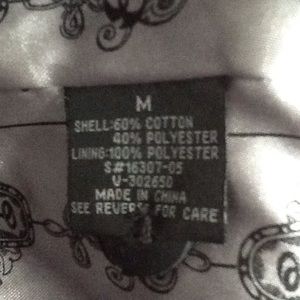 M
SHELL:60% COTTON
40% POLYESTER
LINING:100% POLYESTER
S#16307-05
V-302650
MADE IN CHINA
SEE REVERSE FOR CARE